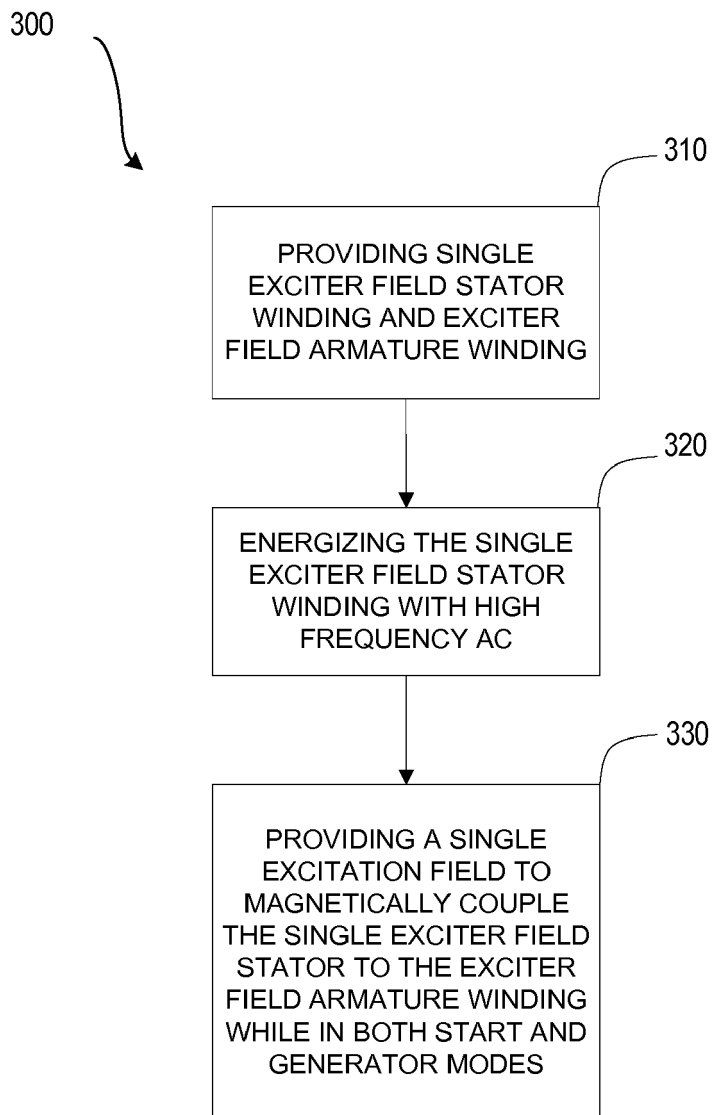 300
310
PROVIDING SINGLE
EXCITER FIELD STATOR
WINDING AND EXCITER
FIELD ARMATURE WINDING
320
ENERGIZING THE SINGLE
EXCITER FIELD STATOR
WINDING WITH HIGH
FREQUENCY AC
330
PROVIDING A SINGLE
EXCITATION FIELD TO
MAGNETICALLY COUPLE
THE SINGLE EXCITER FIELD
STATOR TO THE EXCITER
FIELD ARMATURE WINDING
WHILE IN BOTH START AND
GENERATOR MODES